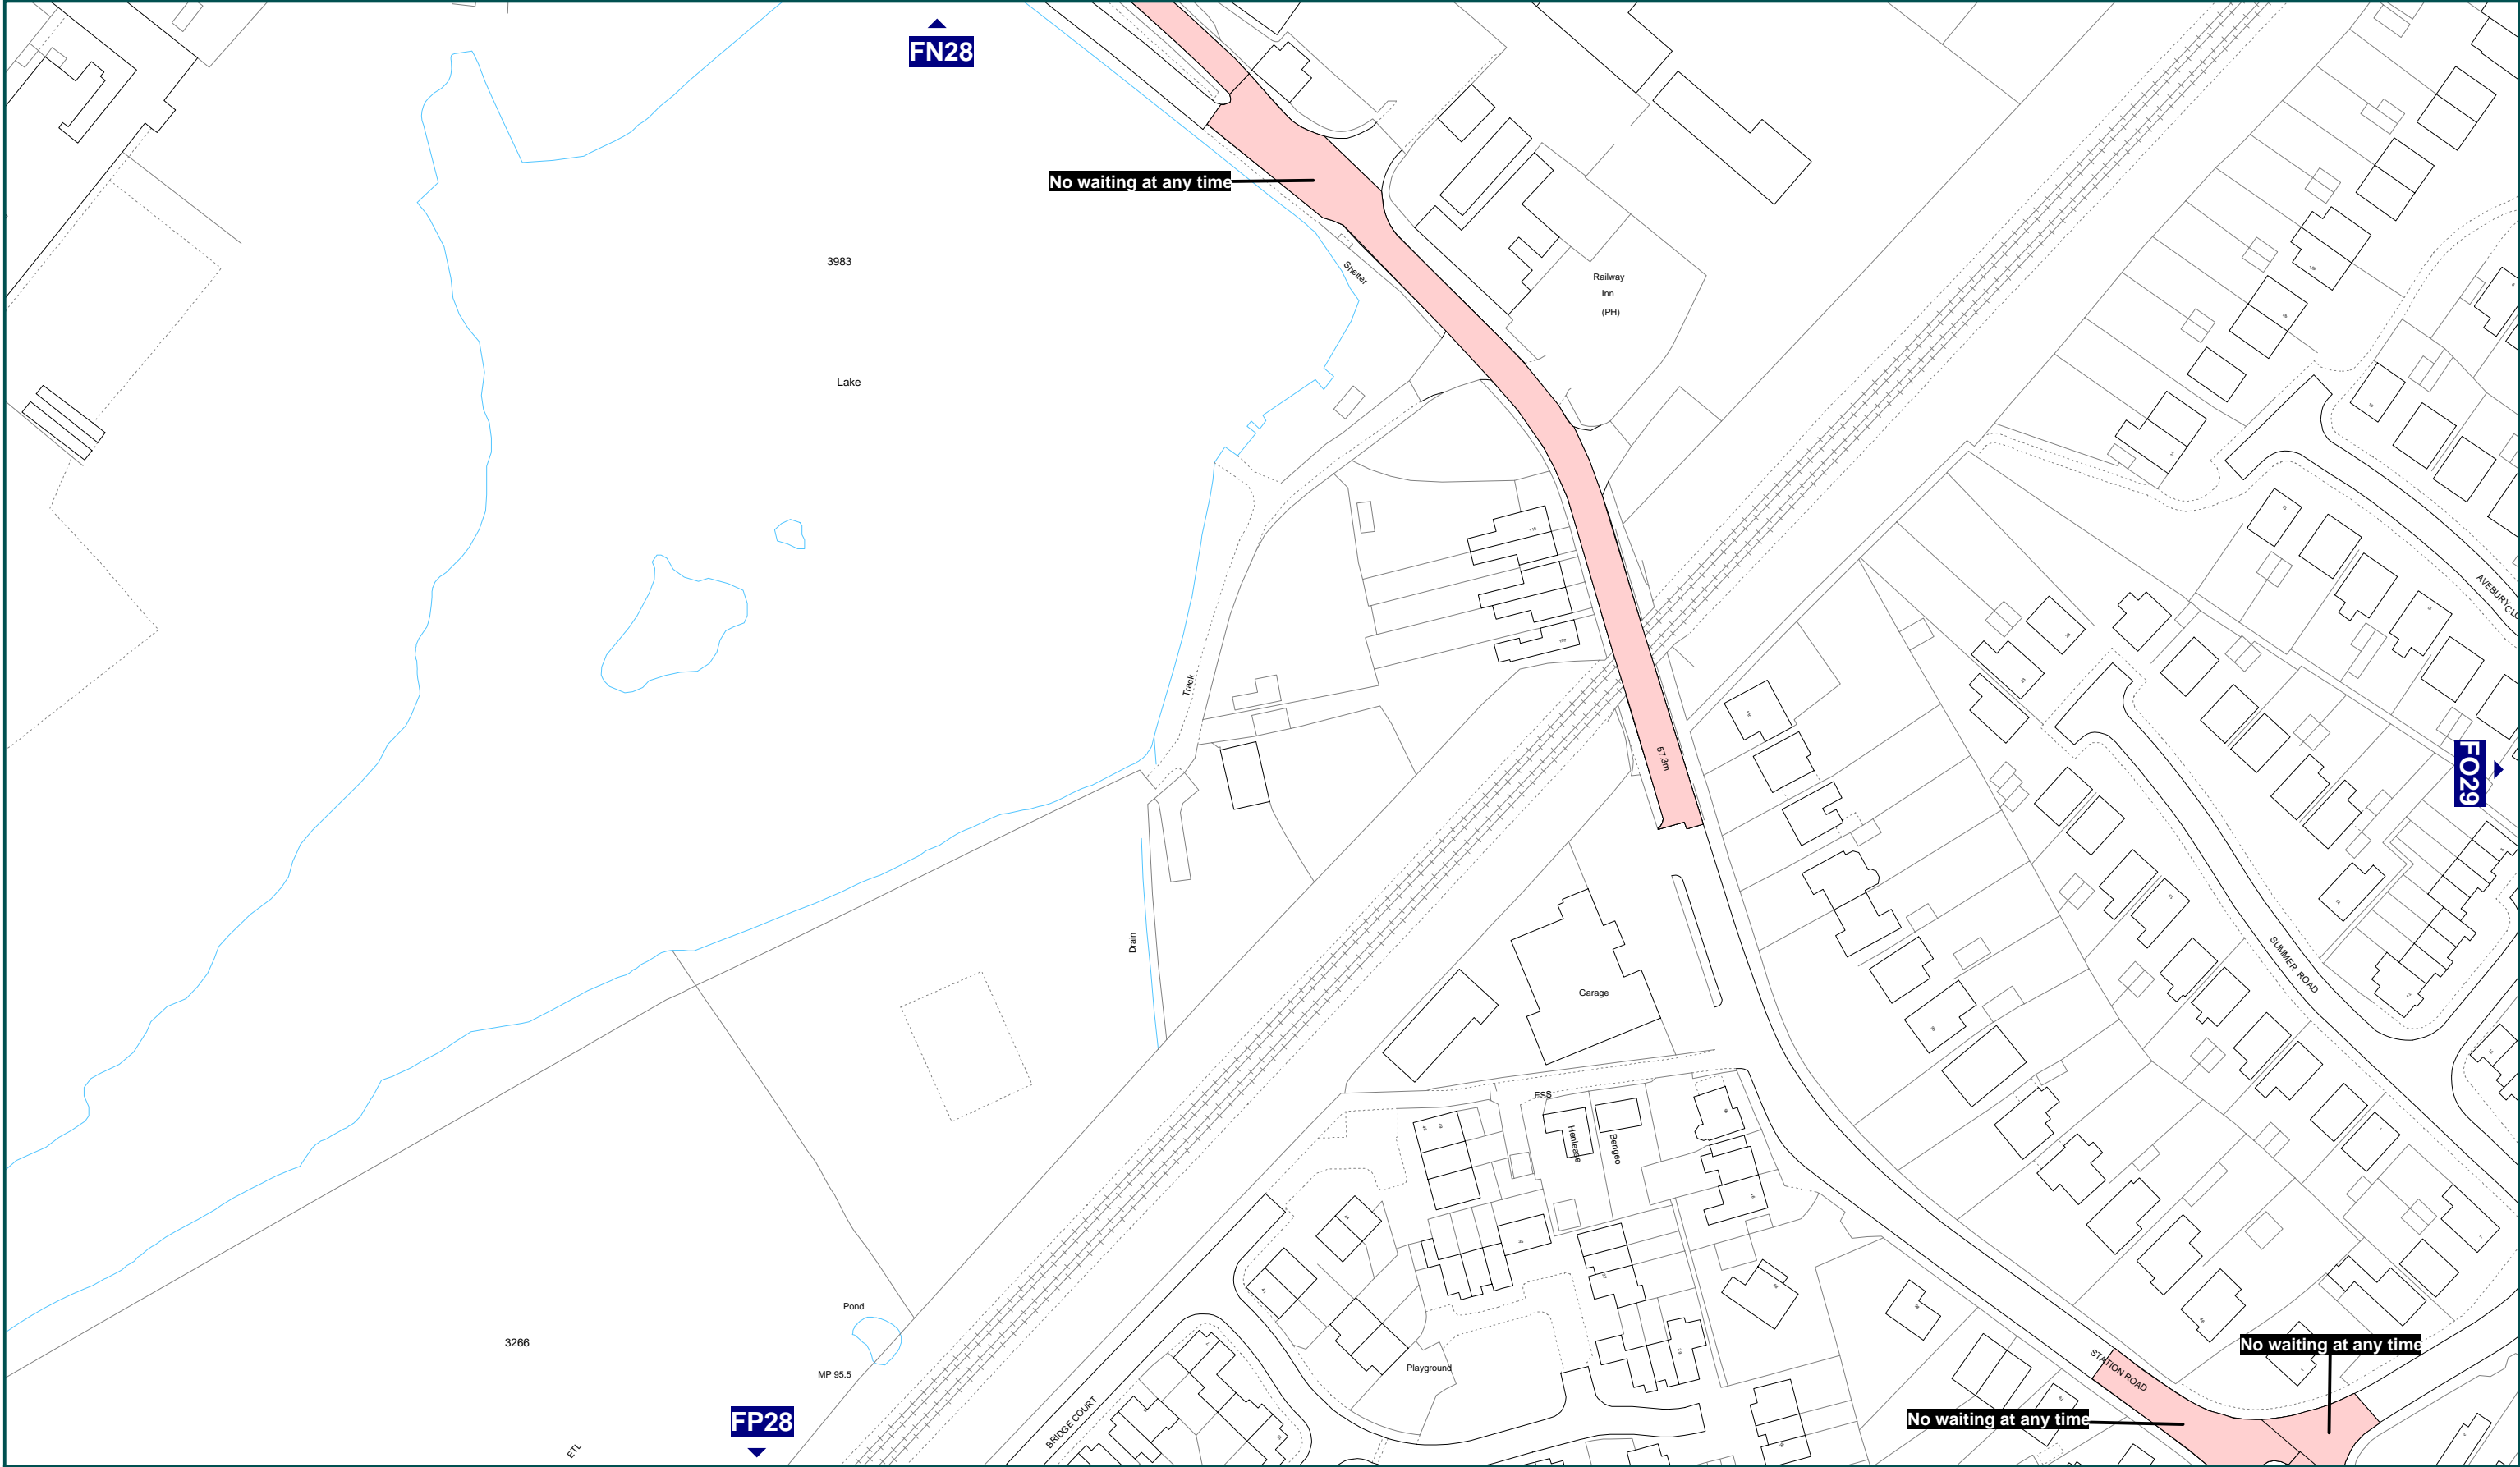 FN28
No waiting at any time
3983
Shelter
Railway
Inn
(PH)
Lake
AVEBURY CLO
Track
57.3m
FO29
Drain
SUMMER ROAD
Garage
ESS
Henlease
Bengeo
Pond
3266
MP 95.5
Playground
STATION ROAD
No waiting at any time
No waiting at any time
FP28
BRIDGE COURT
ETL